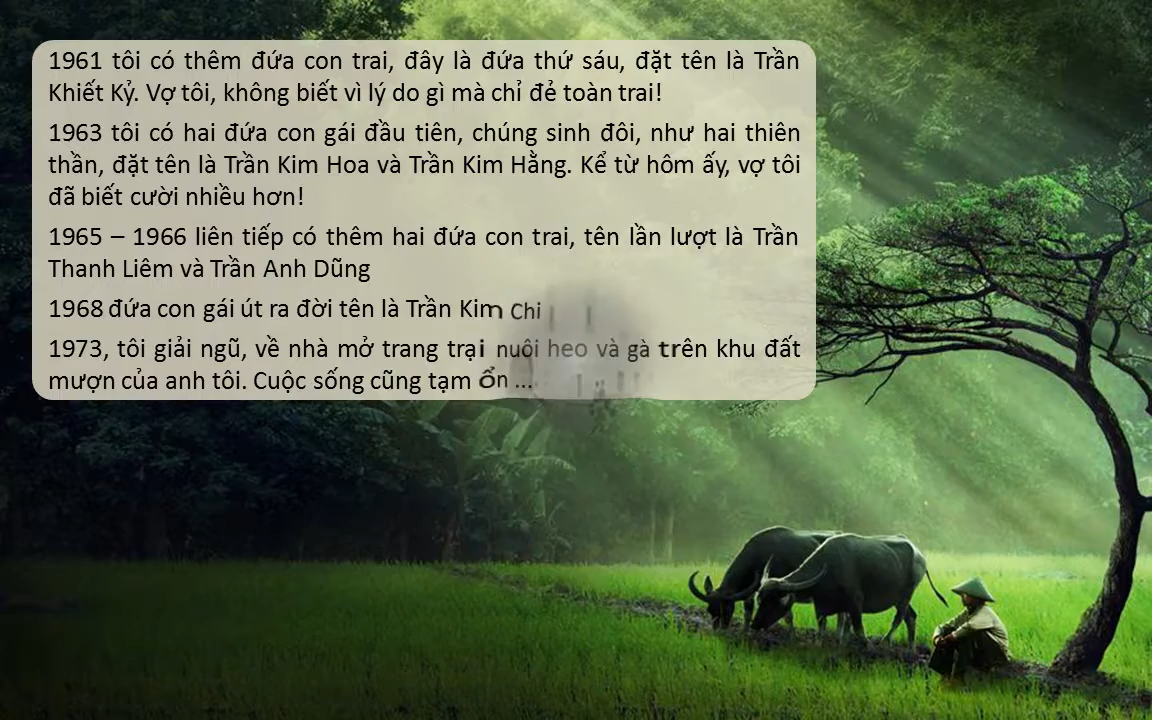 1961 tôi có thêm đứa con trai, đây là đứa thứ sáu, đặt tên là Trần
Khiết Kỷ. Vợ tôi, không biết vì lý do gì mà chỉ đẻ toàn trai!
1963 tôi có hai đứa con gái đầu tiên, chúng sinh đôi, như hai thiên
thần, đặt tên là Trần Kim Hoa và Trần Kim Hằng. Kể từ hôm ấy, vợ tôi
đã biết cười nhiều hơn!
1965 – 1966 liên tiếp có thêm hai đứa con trai, tên lần lượt là Trần
Thanh Liêm và Trần Anh Dũng
1968 đứa con gái út ra đời tên là Trần Kim Chi
1973, tôi giải ngũ, về nhà mở trang trại nuôi heo và gà trên khu đất
mượn của anh tôi. Cuộc sống cũng tạm ổn ...